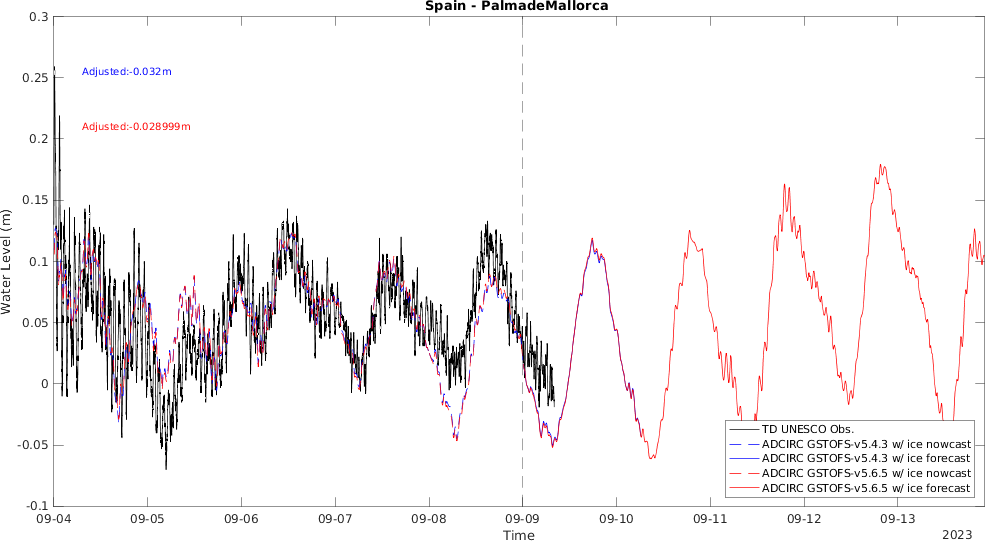 Spain - PalmadeMallorca
0.3
0.25
0.2
0.15
0.1
0.05
0
-0.05
-0.1
Water Level (m)
Adjusted:-0.032m
Adjusted:-0.028999m
TD UNESCO Obs.
ADCIRC GSTOFS-v5.4.3 w/ ice nowcast
ADCIRC GSTOFS-v5.4.3 w/ ice forecast
ADCIRC GSTOFS-v5.6.5 w/ ice nowcast
ADCIRC GSTOFS-v5.6.5 w/ ice forecast
09-04 09-05 09-06 09-07 09-08 09-09 09-10 09-11 09-12 09-13
Time
2023